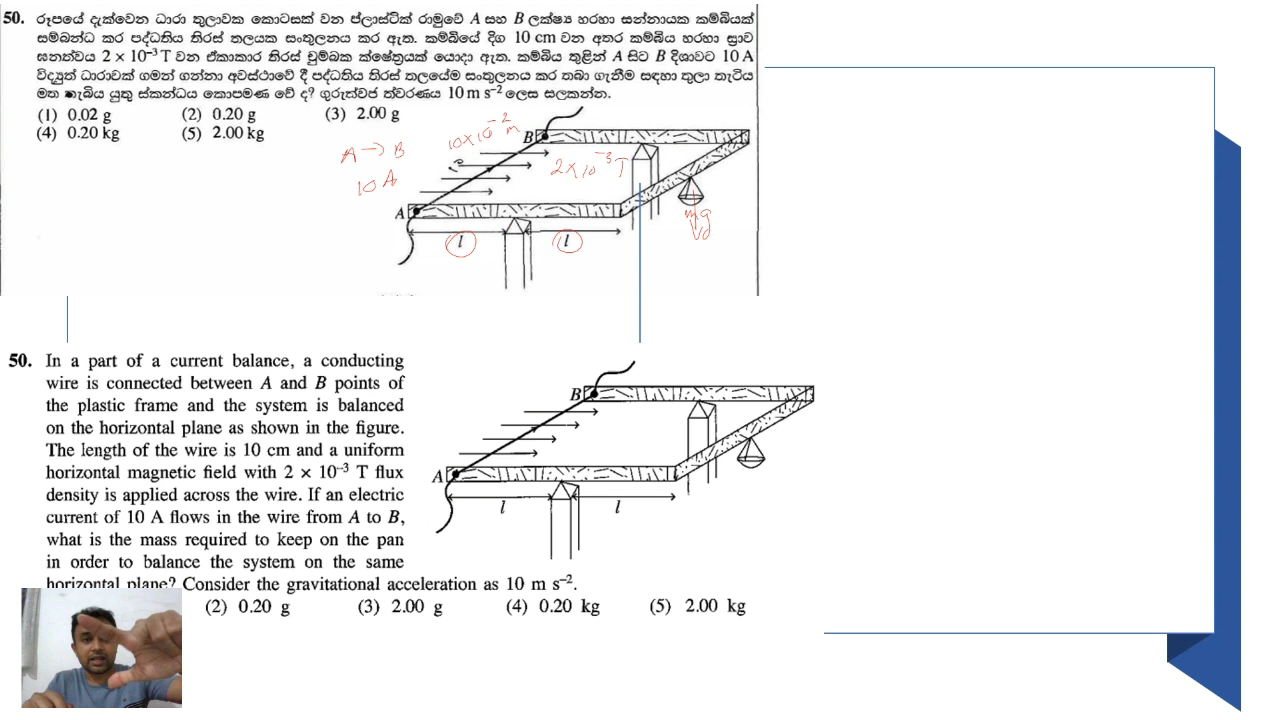 50. රූපයේ දැක්වෙන ධාරා තුලාවක කොටසක් වන ප්ලාස්ටික් රාමුවේ A සහ B ලක්ෂ්‍ය හරහා සන්නායක කම්බියක්
සම්බන්ධ කර පද්ධතිය තිරස් තලයක සංතුලනය කර ඇත. කම්බියේ දිග 10 cm වන අතර කම්බිය හරහා ස්‍රාව
ඝනත්වය 2 × 10⁻³ T වන ඒකාකාර තිරස් චුම්බක ක්ෂේත්‍රයක් යොදා ඇත. කම්බිය තුළින් A සිට B දිශාවට 10 A
විද්‍යුත් ධාරාවක් ගමන් ගන්නා අවස්ථාවේ දී පද්ධතිය තිරස් තලයේම සංතුලනය කර තබා ගැනීම සඳහා තුලා තැටිය
මත තැබිය යුතු ස්කන්ධය කොපමණ වේ ද? ගුරුත්වජ ත්වරණය 10 m s⁻² ලෙස සලකන්න.
(1) 0.02 g (2) 0.20 g (3) 2.00 g
(4) 0.20 kg (5) 2.00 kg
A → B
10 A
10×10⁻² m
2×10⁻³ T
B
A
l l
mg
50. In a part of a current balance, a conducting
wire is connected between A and B points of
the plastic frame and the system is balanced
on the horizontal plane as shown in the figure.
The length of the wire is 10 cm and a uniform
horizontal magnetic field with 2 × 10⁻³ T flux
density is applied across the wire. If an electric
current of 10 A flows in the wire from A to B,
what is the mass required to keep on the pan
in order to balance the system on the same
horizontal plane? Consider the gravitational acceleration as 10 m s⁻².
(2) 0.20 g (3) 2.00 g (4) 0.20 kg (5) 2.00 kg
B
A
l l